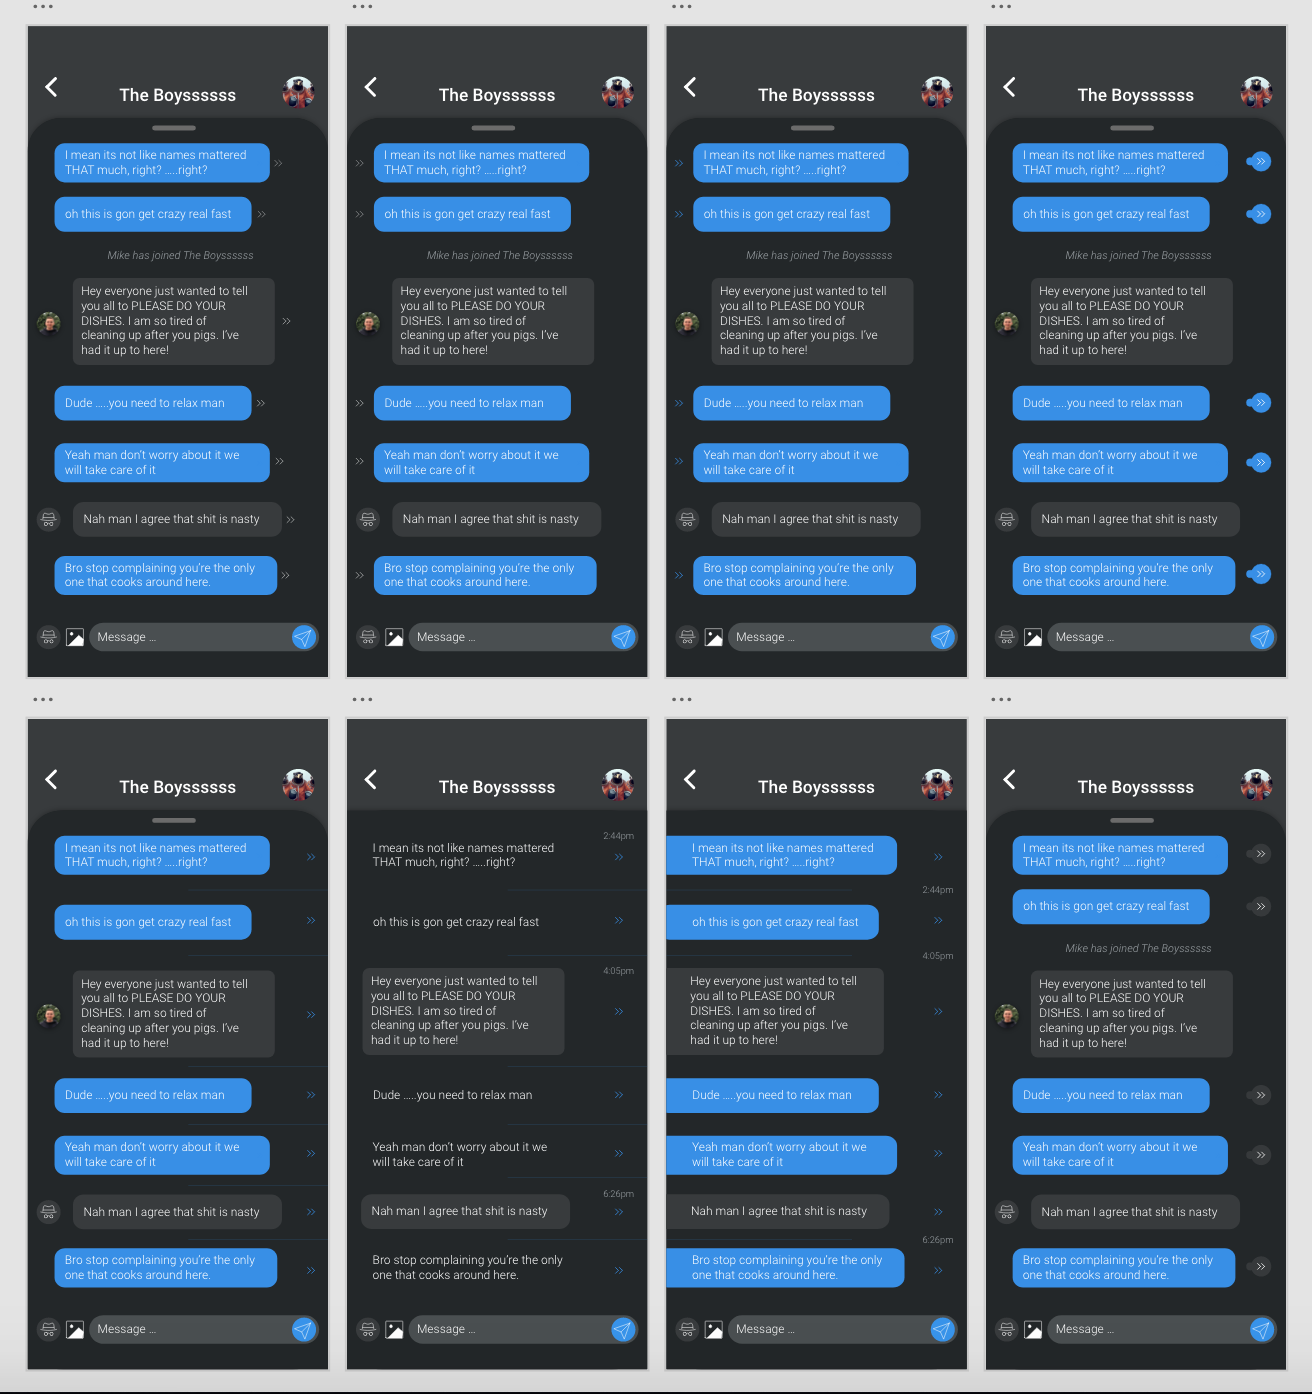 The Boyssssss
I mean its not like names mattered
THAT much, right? .....right?
oh this is gon get crazy real fast
Mike has joined The Boyssssss
Hey everyone just wanted to tell
you all to PLEASE DO YOUR
DISHES. I am so tired of
cleaning up after you pigs. I've
had it up to here!
Dude .....you need to relax man
Yeah man don't worry about it we
will take care of it
Nah man I agree that shit is nasty
Bro stop complaining you're the only
one that cooks around here.
Message ...
The Boyssssss
I mean its not like names mattered
THAT much, right? .....right?
oh this is gon get crazy real fast
Mike has joined The Boyssssss
Hey everyone just wanted to tell
you all to PLEASE DO YOUR
DISHES. I am so tired of
cleaning up after you pigs. I've
had it up to here!
Dude .....you need to relax man
Yeah man don't worry about it we
will take care of it
Nah man I agree that shit is nasty
Bro stop complaining you're the only
one that cooks around here.
Message ...
The Boyssssss
I mean its not like names mattered
THAT much, right? .....right?
oh this is gon get crazy real fast
Mike has joined The Boyssssss
Hey everyone just wanted to tell
you all to PLEASE DO YOUR
DISHES. I am so tired of
cleaning up after you pigs. I've
had it up to here!
Dude .....you need to relax man
Yeah man don't worry about it we
will take care of it
Nah man I agree that shit is nasty
Bro stop complaining you're the only
one that cooks around here.
Message ...
The Boyssssss
I mean its not like names mattered
THAT much, right? .....right?
oh this is gon get crazy real fast
Mike has joined The Boyssssss
Hey everyone just wanted to tell
you all to PLEASE DO YOUR
DISHES. I am so tired of
cleaning up after you pigs. I've
had it up to here!
Dude .....you need to relax man
Yeah man don't worry about it we
will take care of it
Nah man I agree that shit is nasty
Bro stop complaining you're the only
one that cooks around here.
Message ...
The Boyssssss
I mean its not like names mattered
THAT much, right? .....right?
oh this is gon get crazy real fast
Hey everyone just wanted to tell
you all to PLEASE DO YOUR
DISHES. I am so tired of
cleaning up after you pigs. I've
had it up to here!
Dude .....you need to relax man
Yeah man don't worry about it we
will take care of it
Nah man I agree that shit is nasty
Bro stop complaining you're the only
one that cooks around here.
Message ...
The Boyssssss
2:44pm
I mean its not like names mattered
THAT much, right? .....right?
oh this is gon get crazy real fast
4:05pm
Hey everyone just wanted to tell
you all to PLEASE DO YOUR
DISHES. I am so tired of
cleaning up after you pigs. I've
had it up to here!
Dude .....you need to relax man
Yeah man don't worry about it we
will take care of it
6:26pm
Nah man I agree that shit is nasty
Bro stop complaining you're the only
one that cooks around here.
Message ...
The Boyssssss
I mean its not like names mattered
THAT much, right? .....right?
2:44pm
oh this is gon get crazy real fast
4:05pm
Hey everyone just wanted to tell
you all to PLEASE DO YOUR
DISHES. I am so tired of
cleaning up after you pigs. I've
had it up to here!
Dude .....you need to relax man
Yeah man don't worry about it we
will take care of it
Nah man I agree that shit is nasty
6:26pm
Bro stop complaining you're the only
one that cooks around here.
Message ...
The Boyssssss
I mean its not like names mattered
THAT much, right? .....right?
oh this is gon get crazy real fast
Mike has joined The Boyssssss
Hey everyone just wanted to tell
you all to PLEASE DO YOUR
DISHES. I am so tired of
cleaning up after you pigs. I've
had it up to here!
Dude .....you need to relax man
Yeah man don't worry about it we
will take care of it
Nah man I agree that shit is nasty
Bro stop complaining you're the only
one that cooks around here.
Message ...